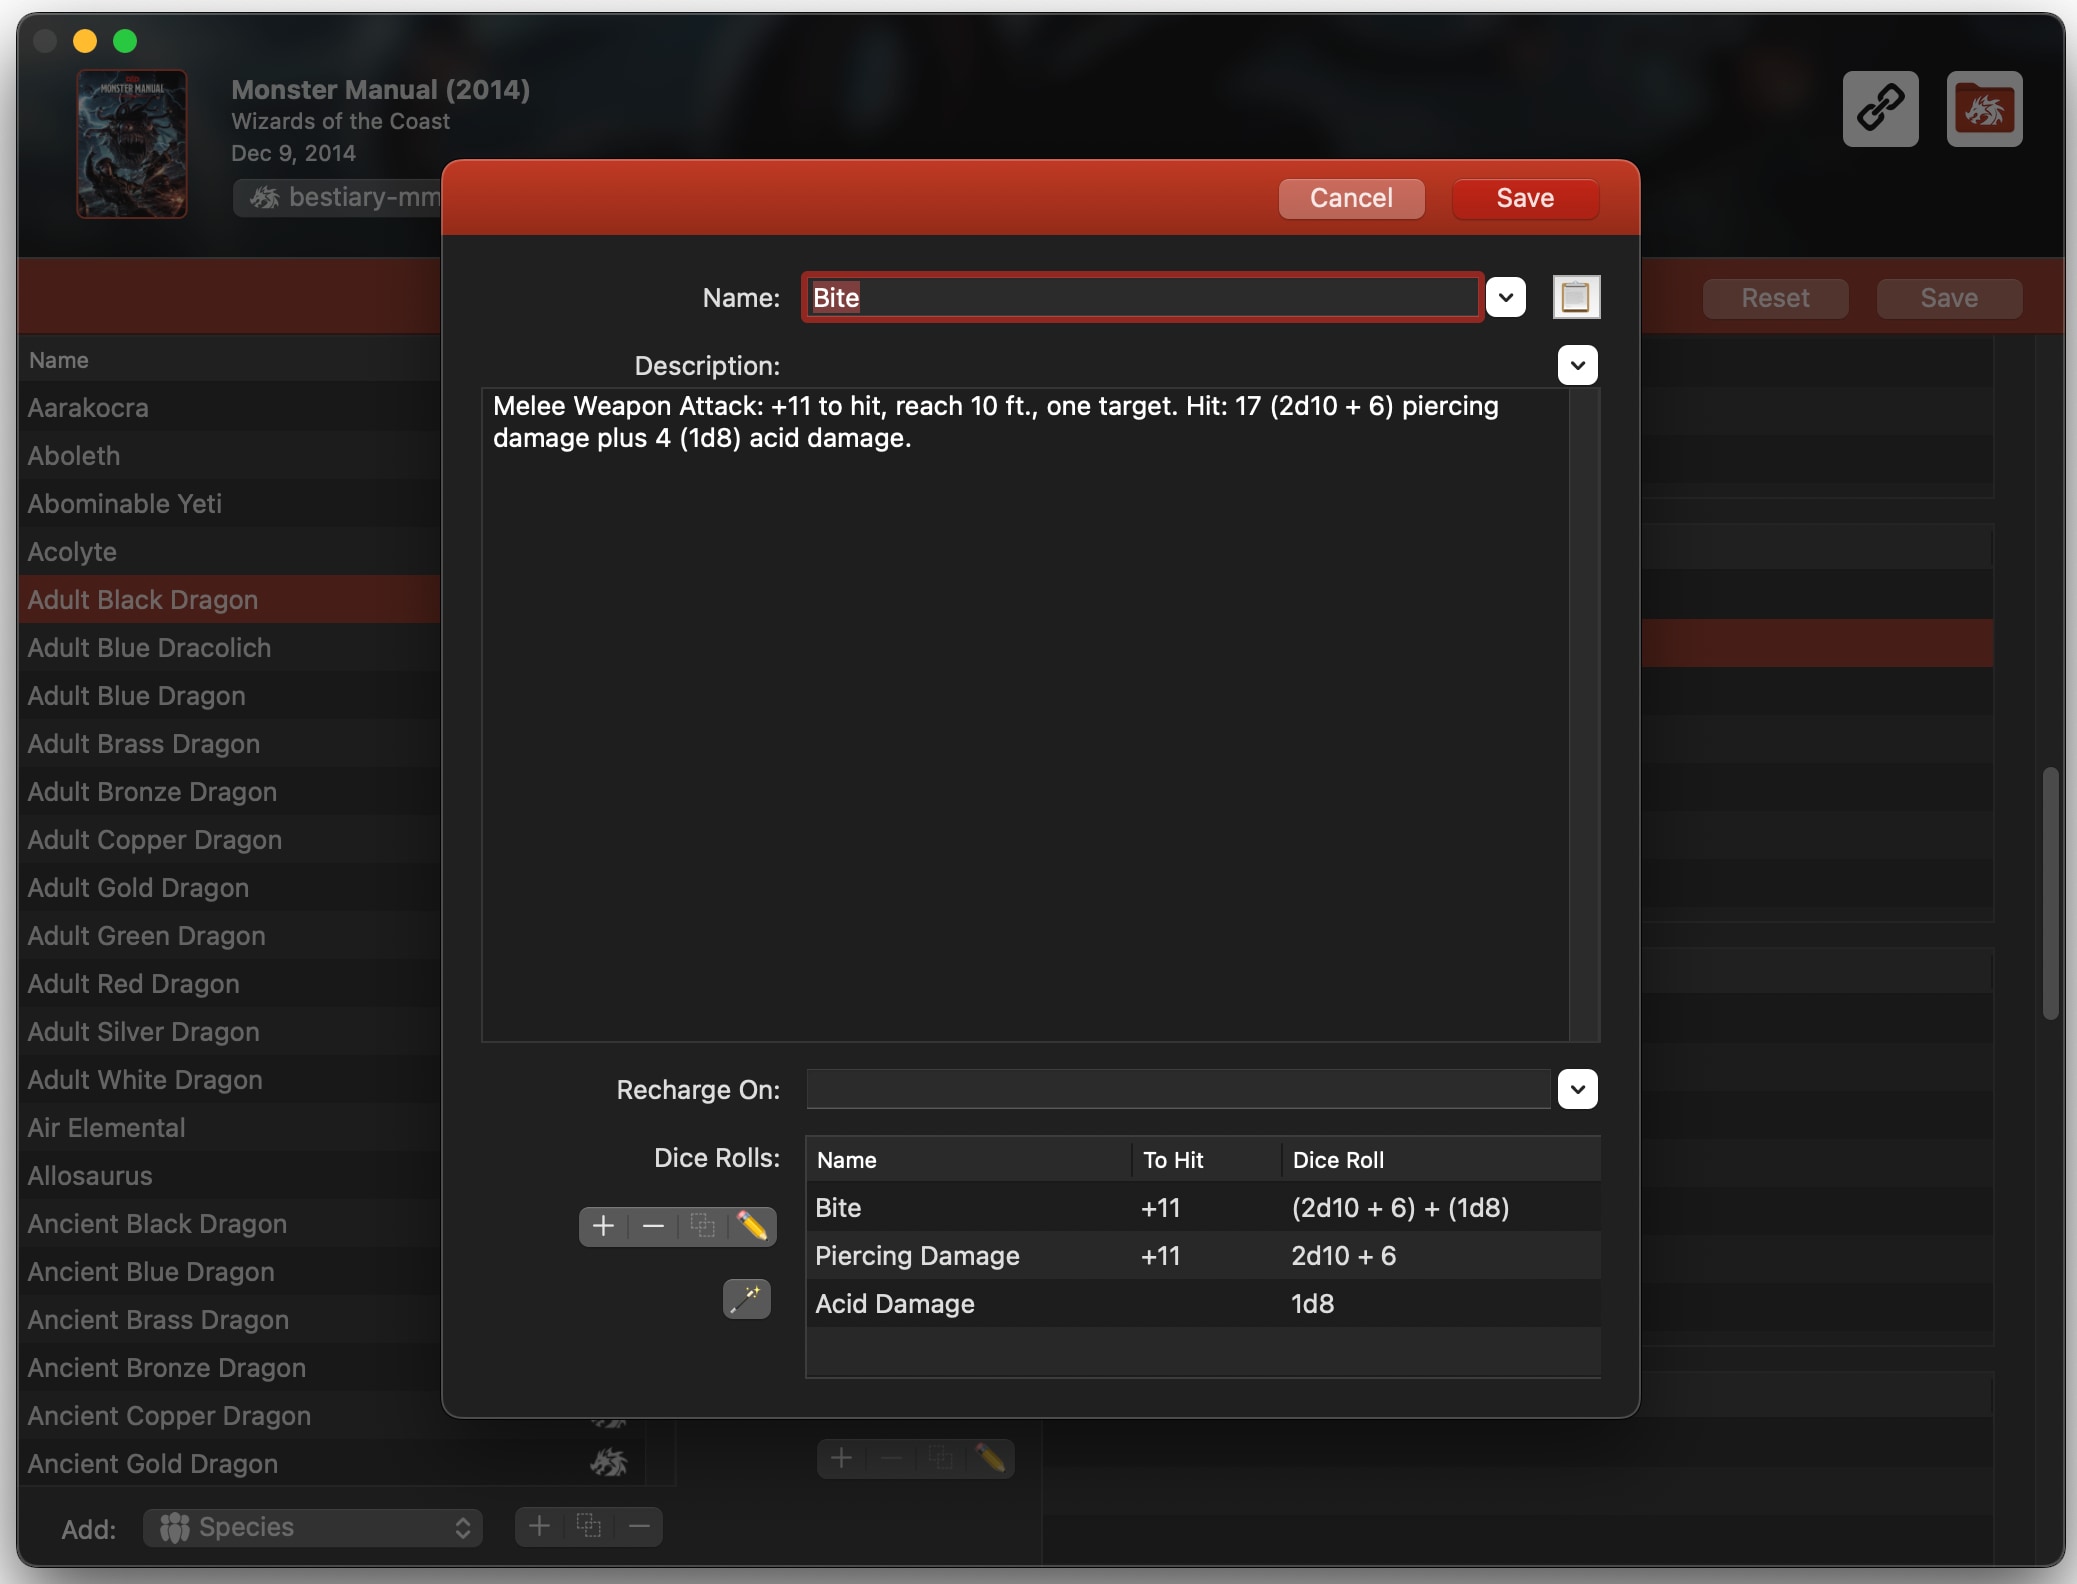 MONSTER MANUAL
Monster Manual (2014)
Wizards of the Coast
Dec 9, 2014
bestiary-mm
Cancel
Save
Name:
Bite
Reset
Save
Description:
Melee Weapon Attack: +11 to hit, reach 10 ft., one target. Hit: 17 (2d10 + 6) piercing
damage plus 4 (1d8) acid damage.
Name
Aarakocra
Aboleth
Abominable Yeti
Acolyte
Adult Black Dragon
Adult Blue Dracolich
Adult Blue Dragon
Adult Brass Dragon
Adult Bronze Dragon
Adult Copper Dragon
Adult Gold Dragon
Adult Green Dragon
Adult Red Dragon
Adult Silver Dragon
Adult White Dragon
Air Elemental
Allosaurus
Ancient Black Dragon
Ancient Blue Dragon
Ancient Brass Dragon
Ancient Bronze Dragon
Ancient Copper Dragon
Ancient Gold Dragon
Recharge On:
Dice Rolls:
Name To Hit Dice Roll
Bite +11 (2d10 + 6) + (1d8)
Piercing Damage +11 2d10 + 6
Acid Damage 1d8
Add:
Species